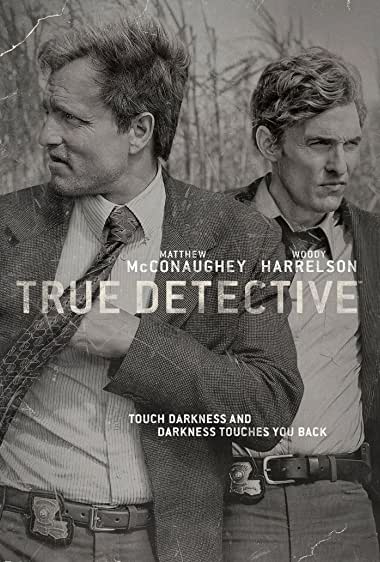 MATTHEW McCONAUGHEY
WOODY HARRELSON
TRUE DETECTIVE
TOUCH DARKNESS AND
DARKNESS TOUCHES YOU BACK